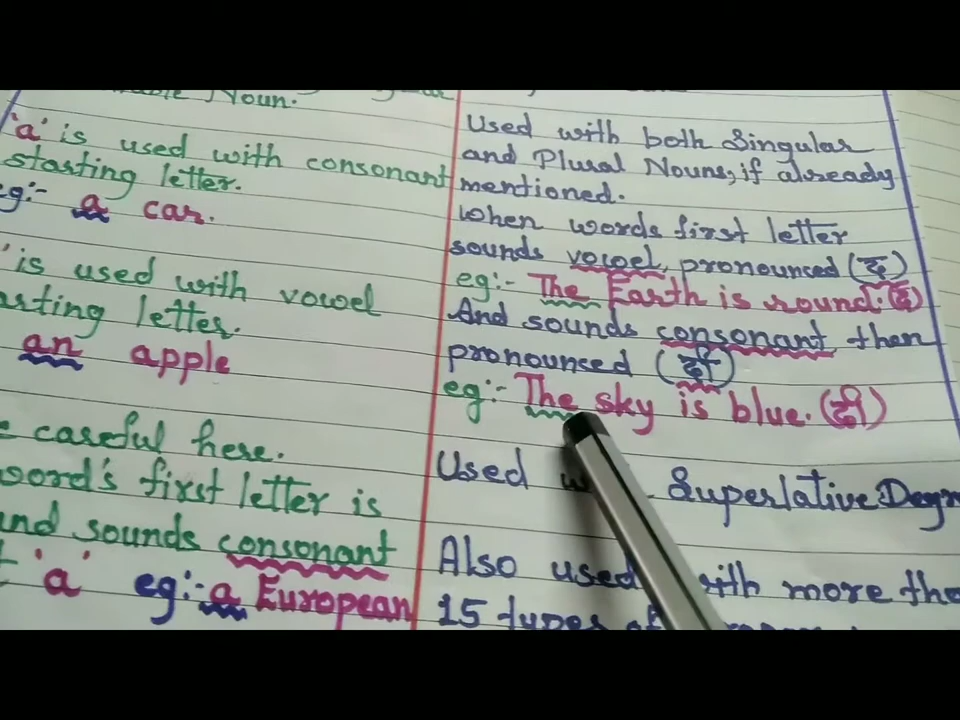 Noun.
'a' is used with consonant
starting letter.
eg:- a car.
is used with vowel
letter.
an apple
careful here.
word's first letter is
and sounds consonant
'a' eg:- a European
Used with both Singular
and Plural Nouns, if already
mentioned.
When words first letter
sounds vowel, pronounced (द)
eg:- The Earth is round. (द)
And sounds consonant then
pronounced (दी)
eg:- The sky is blue. (दी)
Used Superlative
Also used with more
15 types